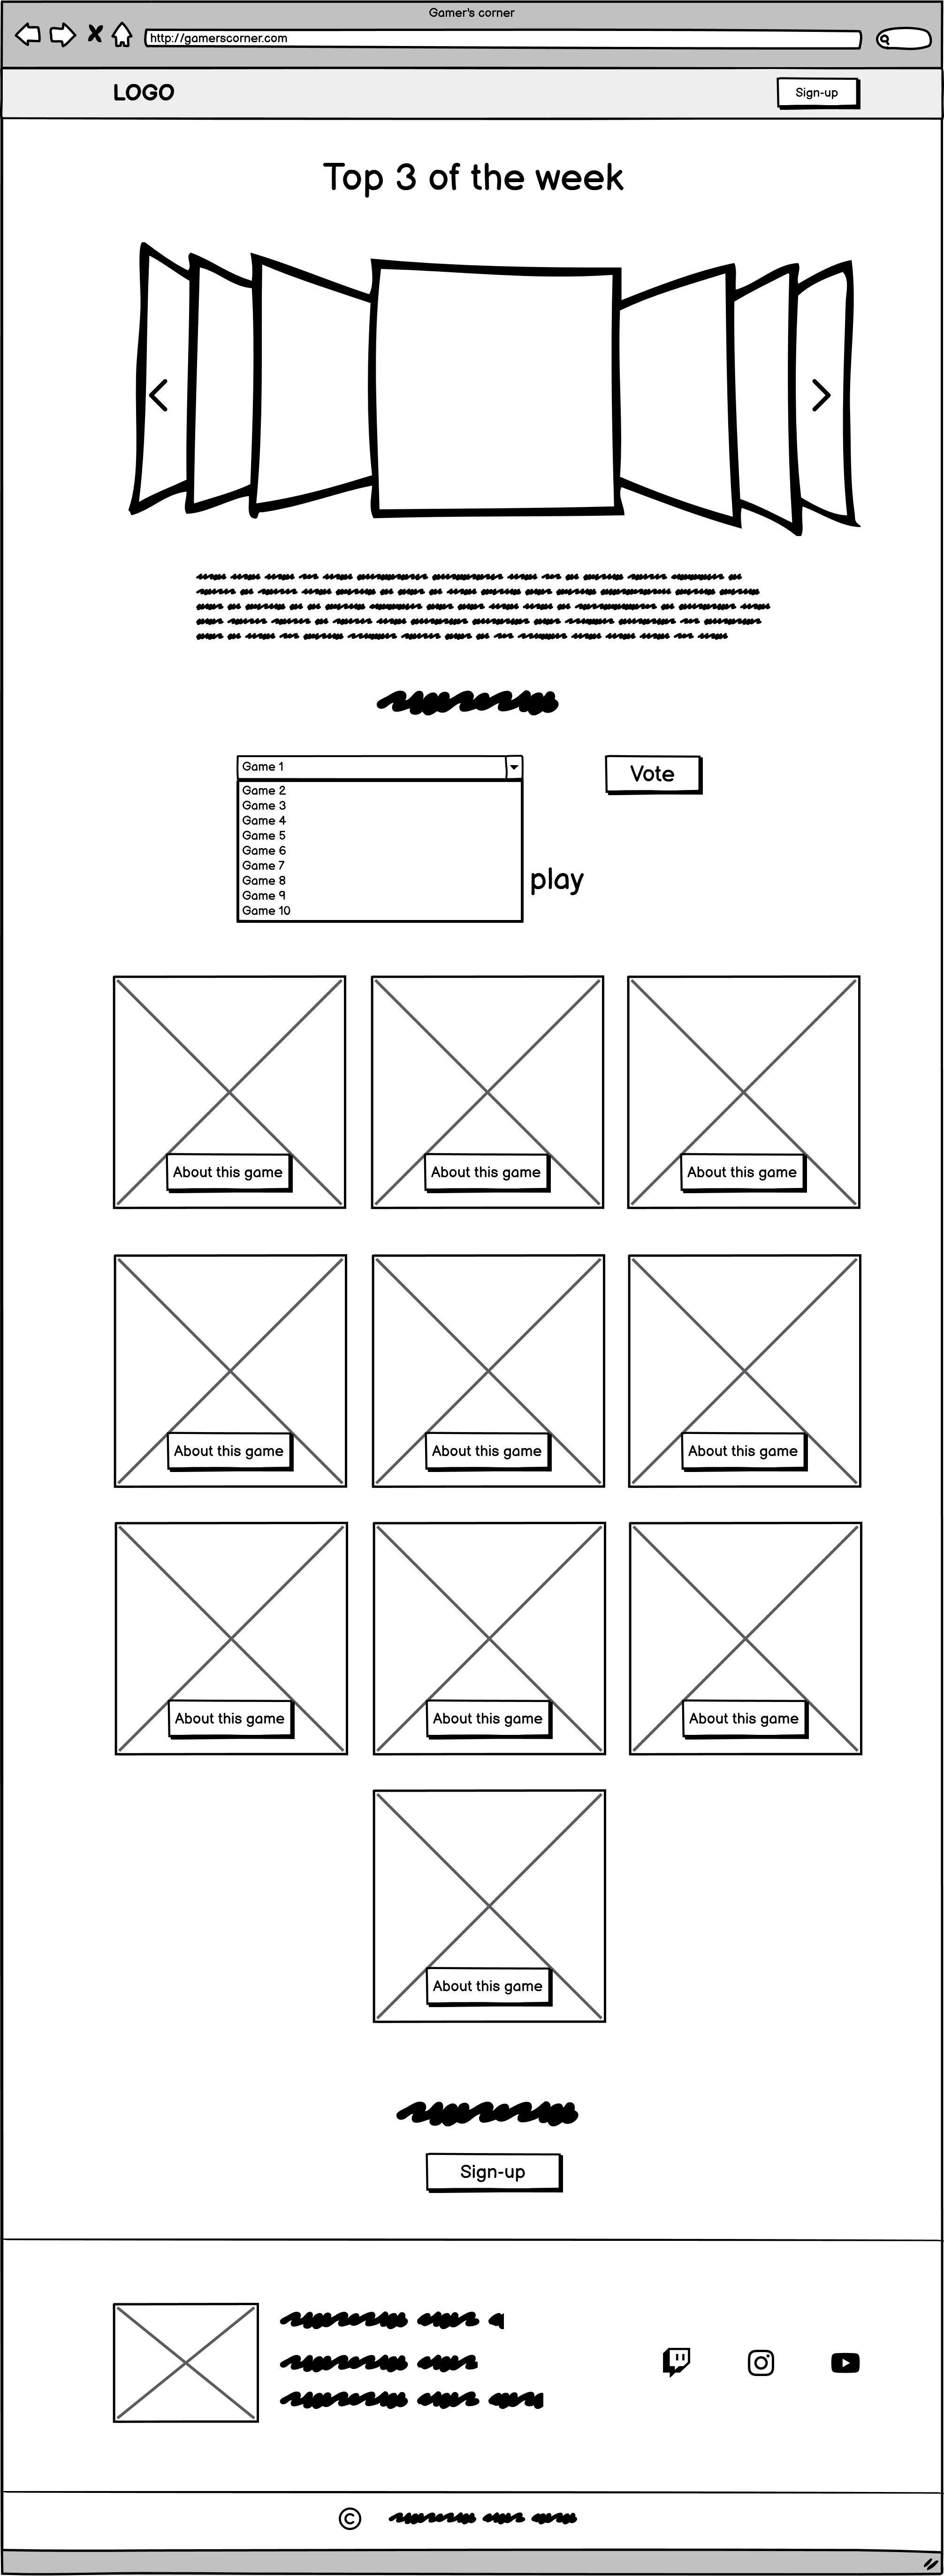 Gamer's corner
http://gamerscorner.com
LOGO
Sign-up
Top 3 of the week
Game 1
Vote
Game 2
Game 3
Game 4
Game 5
Game 6
Game 7
Game 8
play
Game 9
Game 10
About this game
About this game
About this game
About this game
About this game
About this game
About this game
About this game
About this game
About this game
Sign-up
©